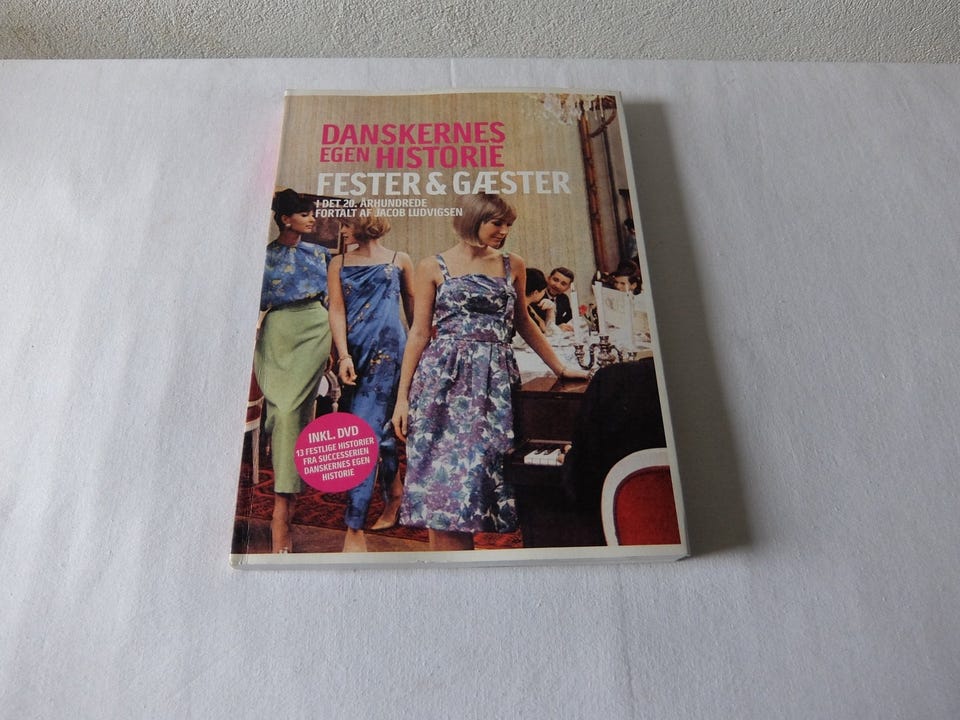 DANSKERNES
EGEN HISTORIE
FESTER & GÆSTER
I DET 20. ÅRHUNDREDE
FORTALT AF JACOB LUDVIGSEN
INKL. DVD
13 FESTLIGE HISTORIER
FRA SUCCESSERIEN
DANSKERNES EGEN
HISTORIE